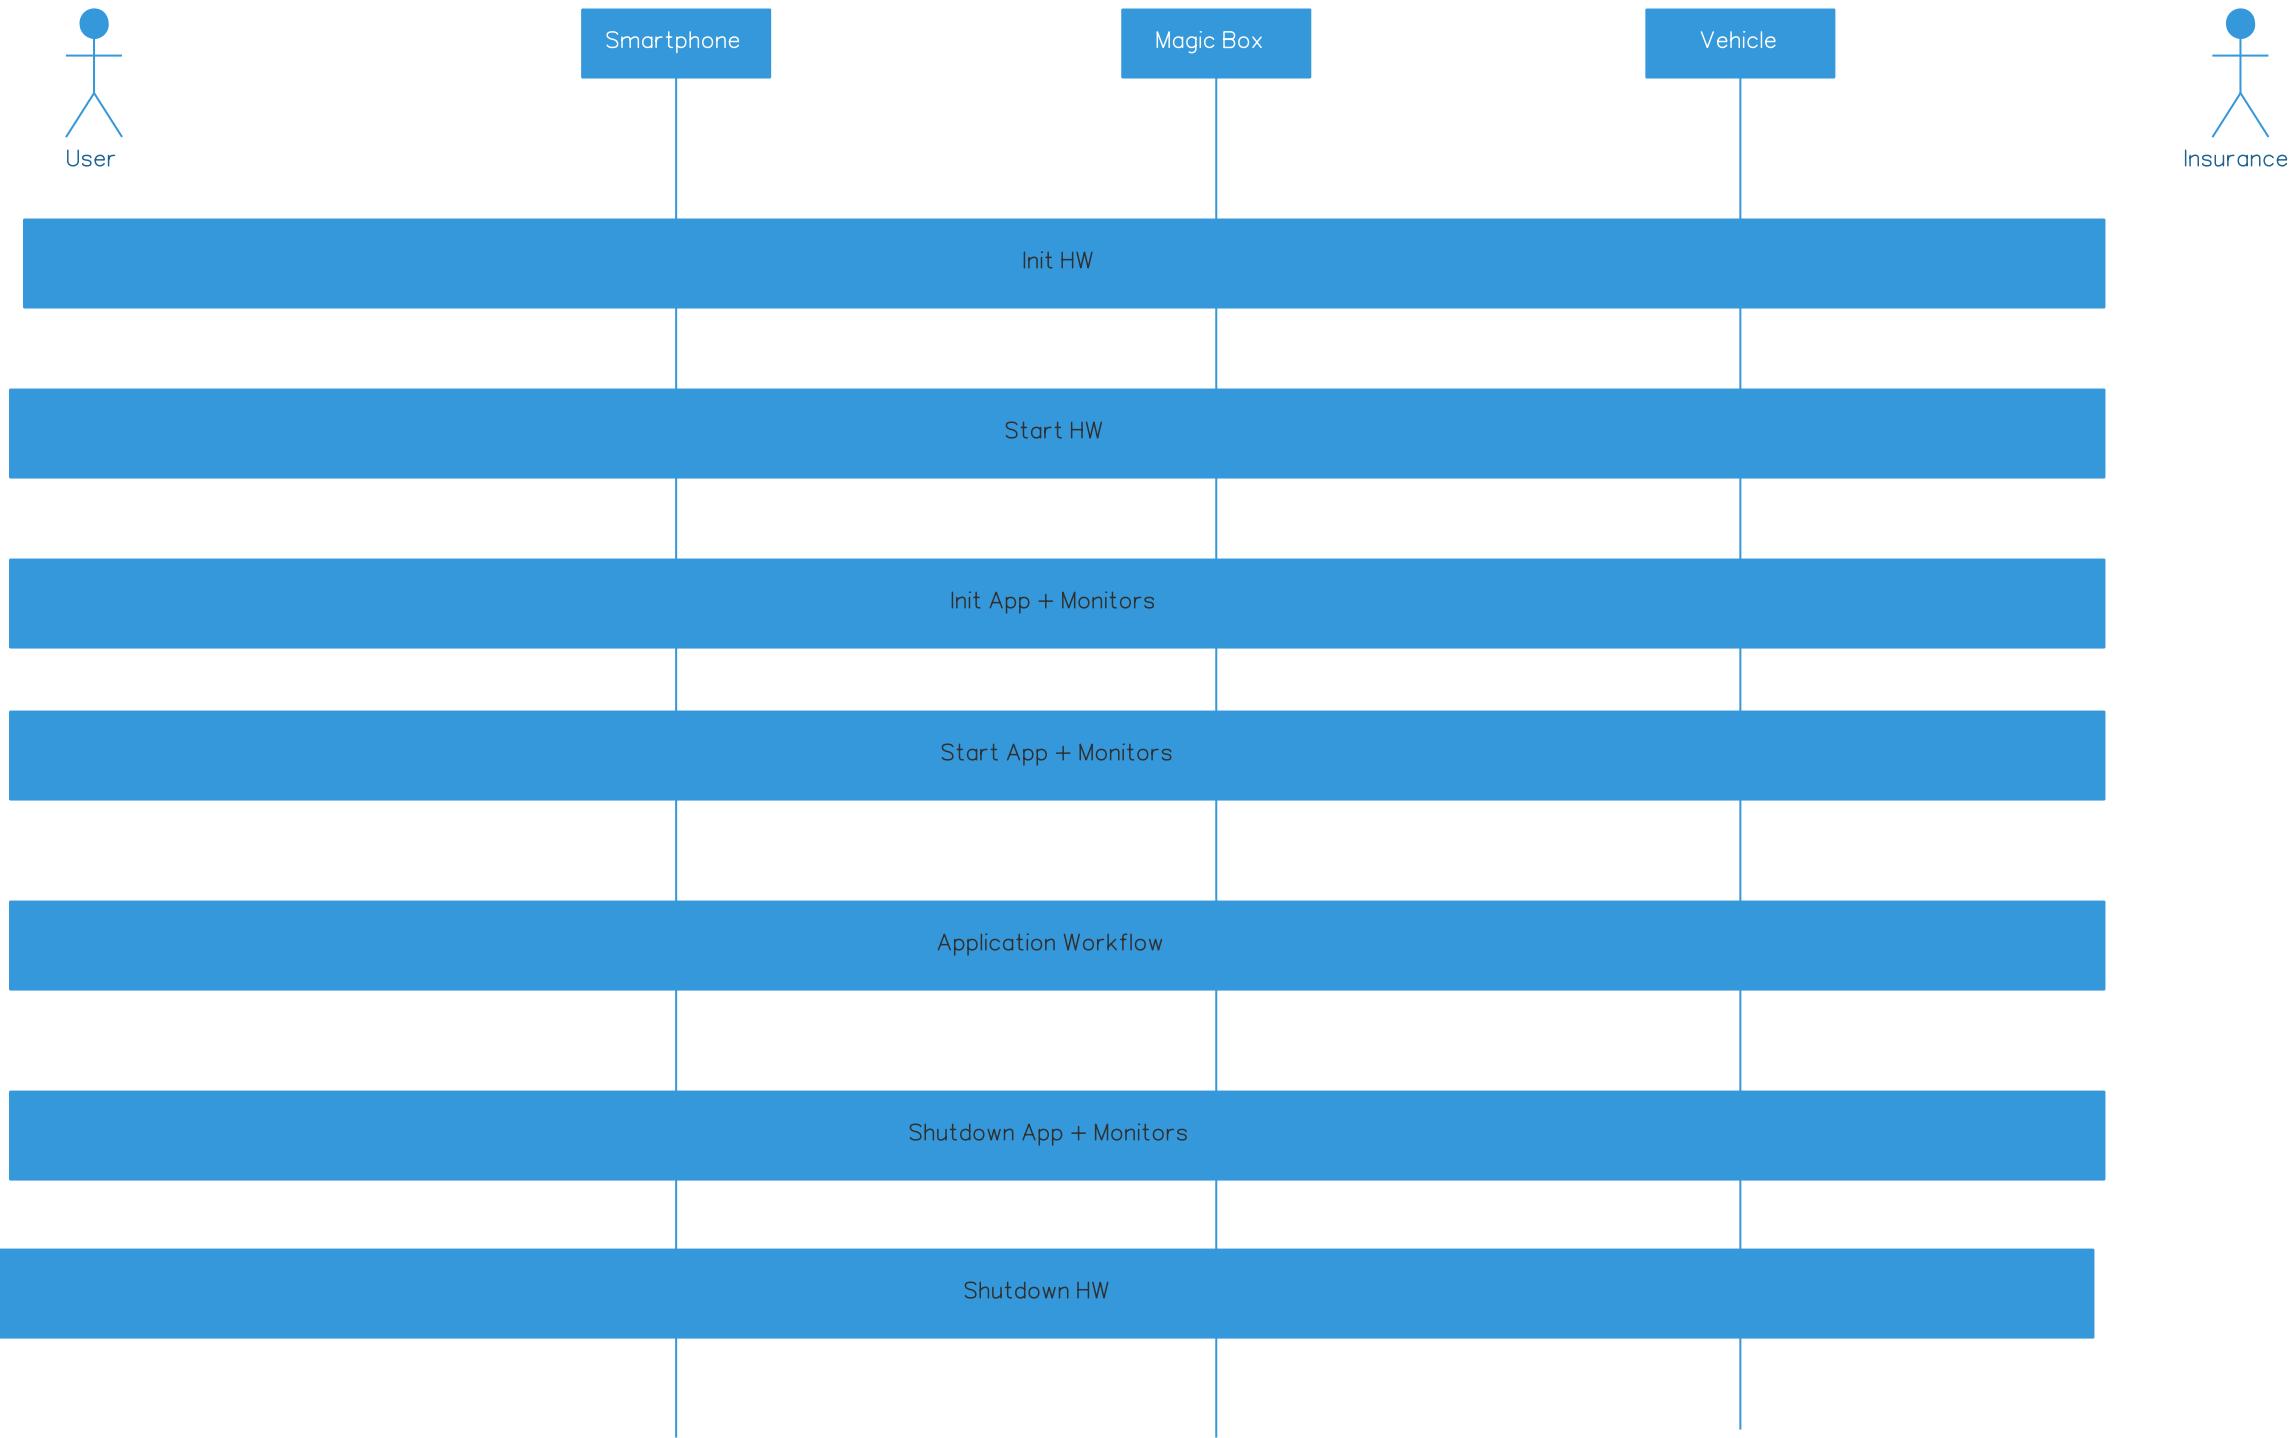 Smartphone
Magic Box
Vehicle
User
Insurance
Init HW
Start HW
Init App + Monitors
Start App + Monitors
Application Workflow
Shutdown App + Monitors
Shutdown HW